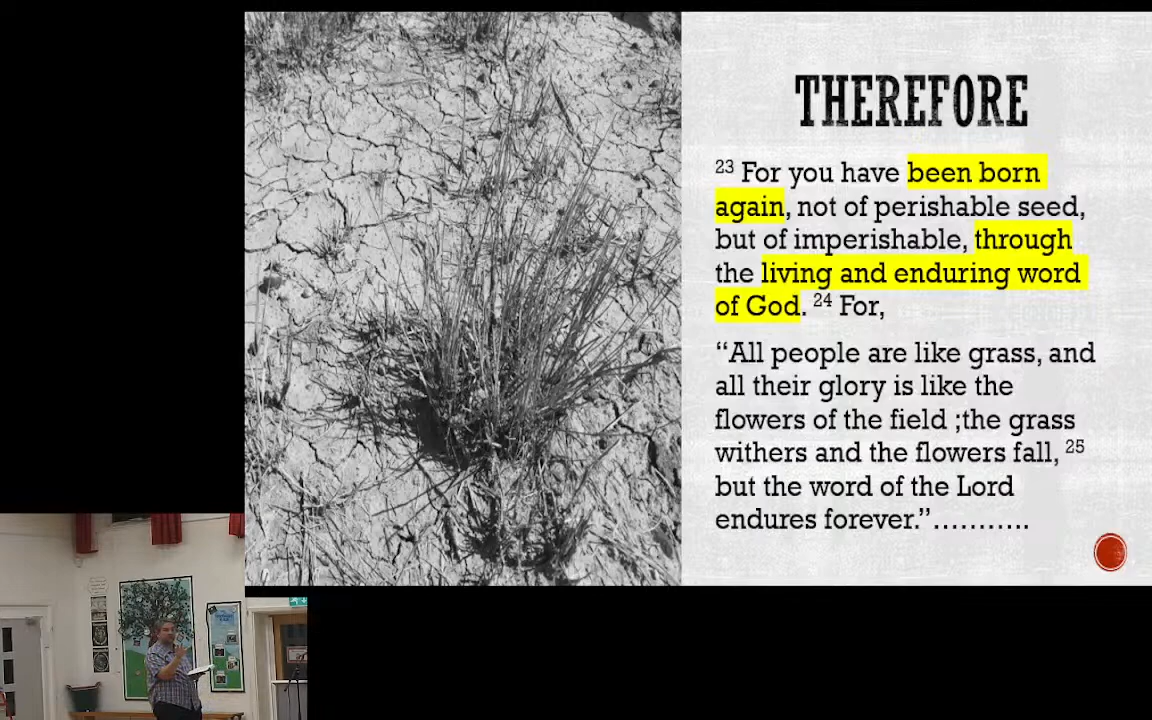 THEREFORE
23 For you have been born
again, not of perishable seed,
but of imperishable, through
the living and enduring word
of God. 24 For,
“All people are like grass, and
all their glory is like the
flowers of the field ;the grass
withers and the flowers fall, 25
but the word of the Lord
endures forever.”………..